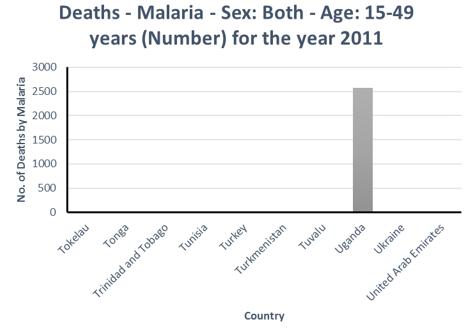 Deaths - Malaria - Sex: Both - Age: 15-49
years (Number) for the year 2011
No. of Deaths by Malaria
3000
2500
2000
1500
1000
500
0
Tokelau
Tonga
Trinidad and Tobago
Tunisia
Turkey
Turkmenistan
Tuvalu
Uganda
Ukraine
United Arab Emirates
Country